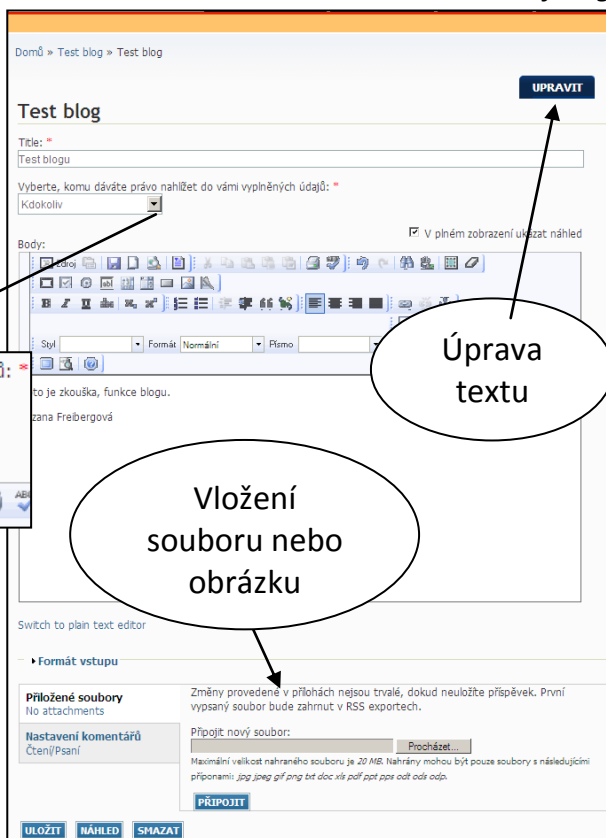 Domů » Test blog » Test blog
UPRAVIT
Test blog
Title: *
Test blogu
Vyberte, komu dáváte právo nahlížet do vámi vyplněných údajů: *
Kdokoliv
V plném zobrazení ukázat náhled
Body:
Zdroj
Styl Formát Normální Písmo
Úprava
textu
to je zkouška, funkce blogu.
zana Freibergová
Vložení
souboru nebo
obrázku
Switch to plain text editor
Formát vstupu
Přiložené soubory
No attachments
Nastavení komentářů
Čtení/Psaní
Změny provedené v přílohách nejsou trvalé, dokud neuložíte příspěvek. První
vypsaný soubor bude zahrnut v RSS exportech.
Připojit nový soubor:
Procházet...
Maximální velikost nahraného souboru je 20 MB. Nahrány mohou být pouze soubory s následujícími
příponami: jpg jpeg gif png txt doc xls pdf ppt pps odt ods odp.
PŘIPOJIT
ULOŽIT NÁHLED SMAZAT